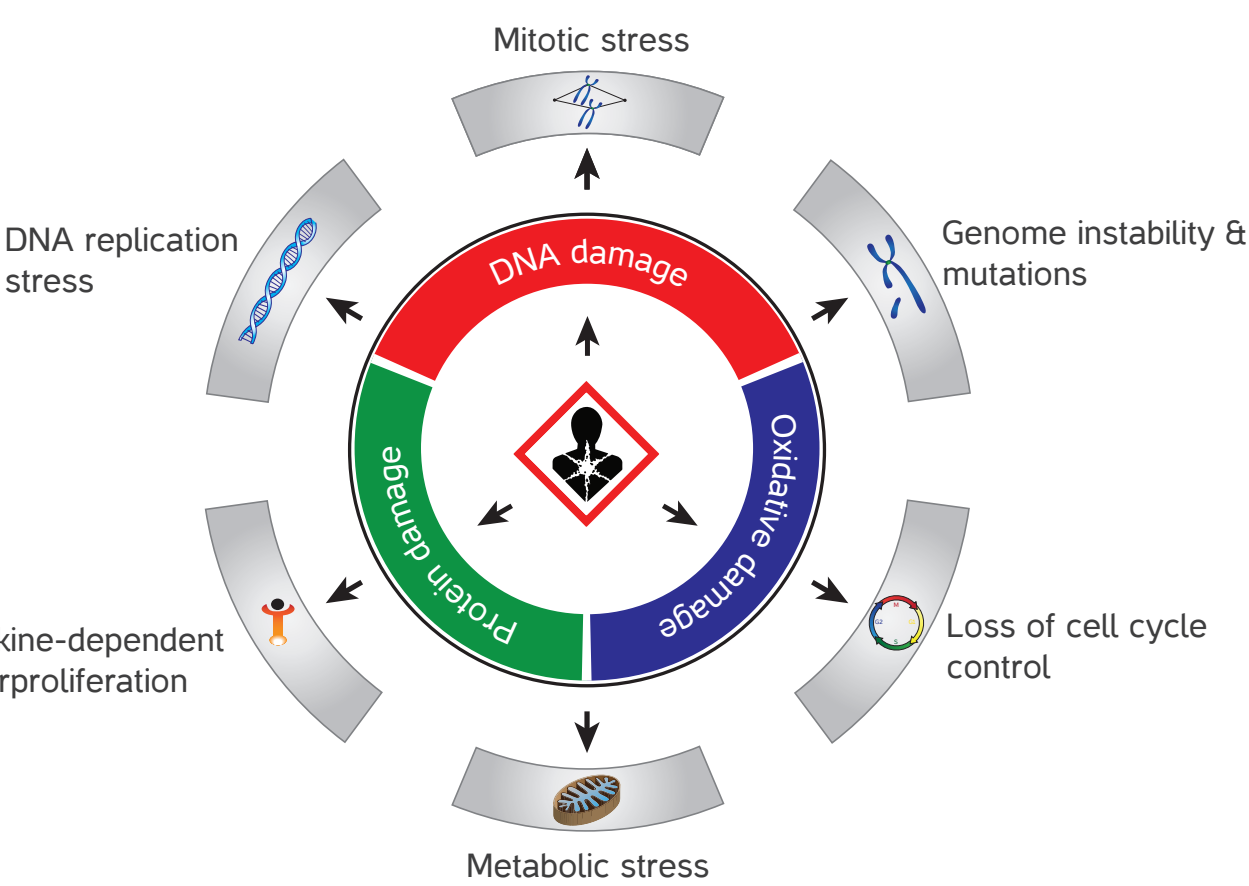 Mitotic stress
DNA replication
stress
Genome instability &
mutations
DNA damage
Oxidative damage
Protein damage
kine-dependent
rproliferation
Loss of cell cycle
control
M
G2
S
Metabolic stress